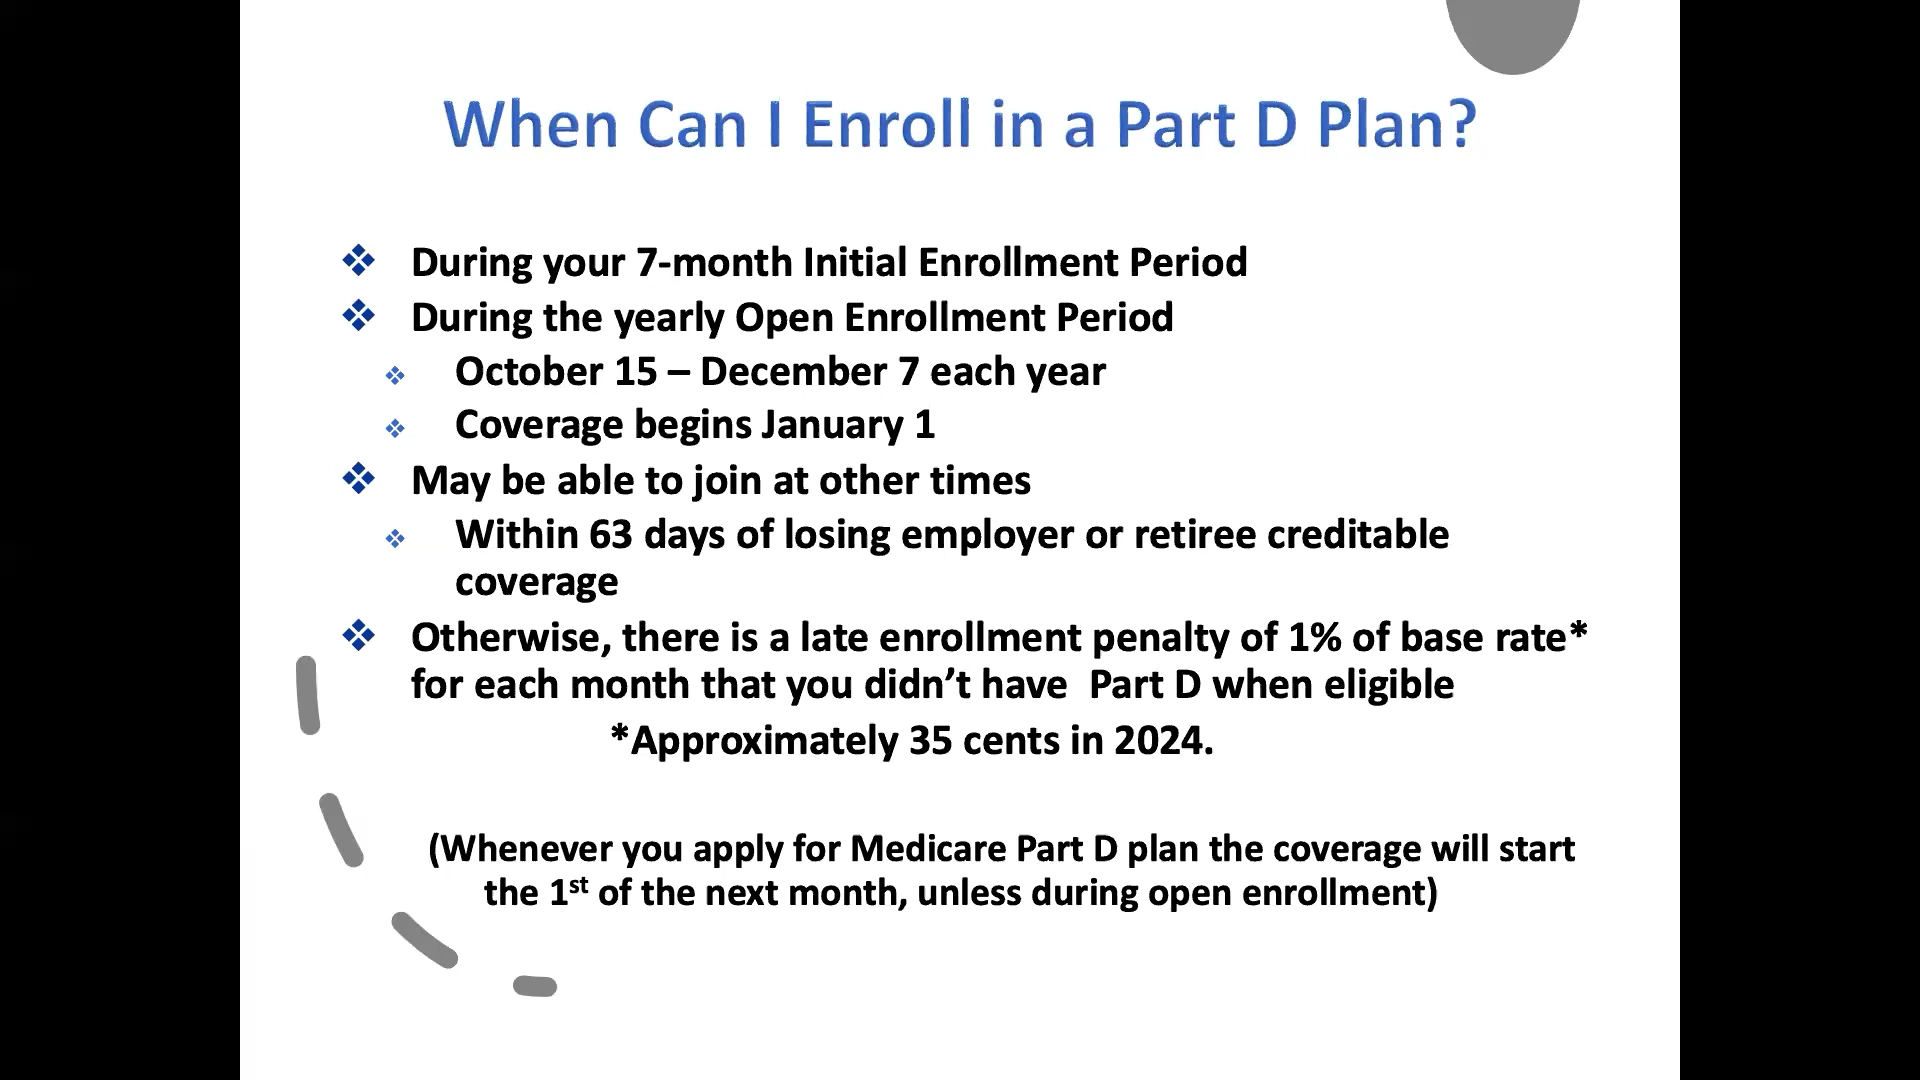 When Can I Enroll in a Part D Plan?
During your 7-month Initial Enrollment Period
During the yearly Open Enrollment Period
October 15 – December 7 each year
Coverage begins January 1
May be able to join at other times
Within 63 days of losing employer or retiree creditable
coverage
Otherwise, there is a late enrollment penalty of 1% of base rate*
for each month that you didn’t have  Part D when eligible
*Approximately 35 cents in 2024.
(Whenever you apply for Medicare Part D plan the coverage will start
the 1st of the next month, unless during open enrollment)